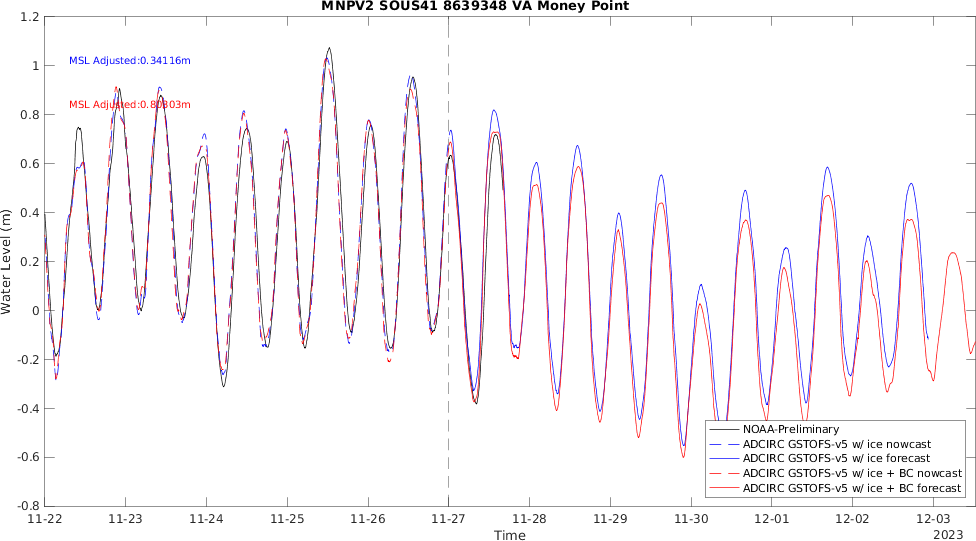 MNPV2 SOUS41 8639348 VA Money Point
1.2
1
0.8
0.6
0.4
0.2
0
-0.2
-0.4
-0.6
-0.8
Water Level (m)
MSL Adjusted:0.34116m
MSL Adjusted:0.80303m
NOAA-Preliminary
ADCIRC GSTOFS-v5 w/ ice nowcast
ADCIRC GSTOFS-v5 w/ ice forecast
ADCIRC GSTOFS-v5 w/ ice + BC nowcast
ADCIRC GSTOFS-v5 w/ ice + BC forecast
11-22 11-23 11-24 11-25 11-26 11-27 11-28 11-29 11-30 12-01 12-02 12-03
Time
2023